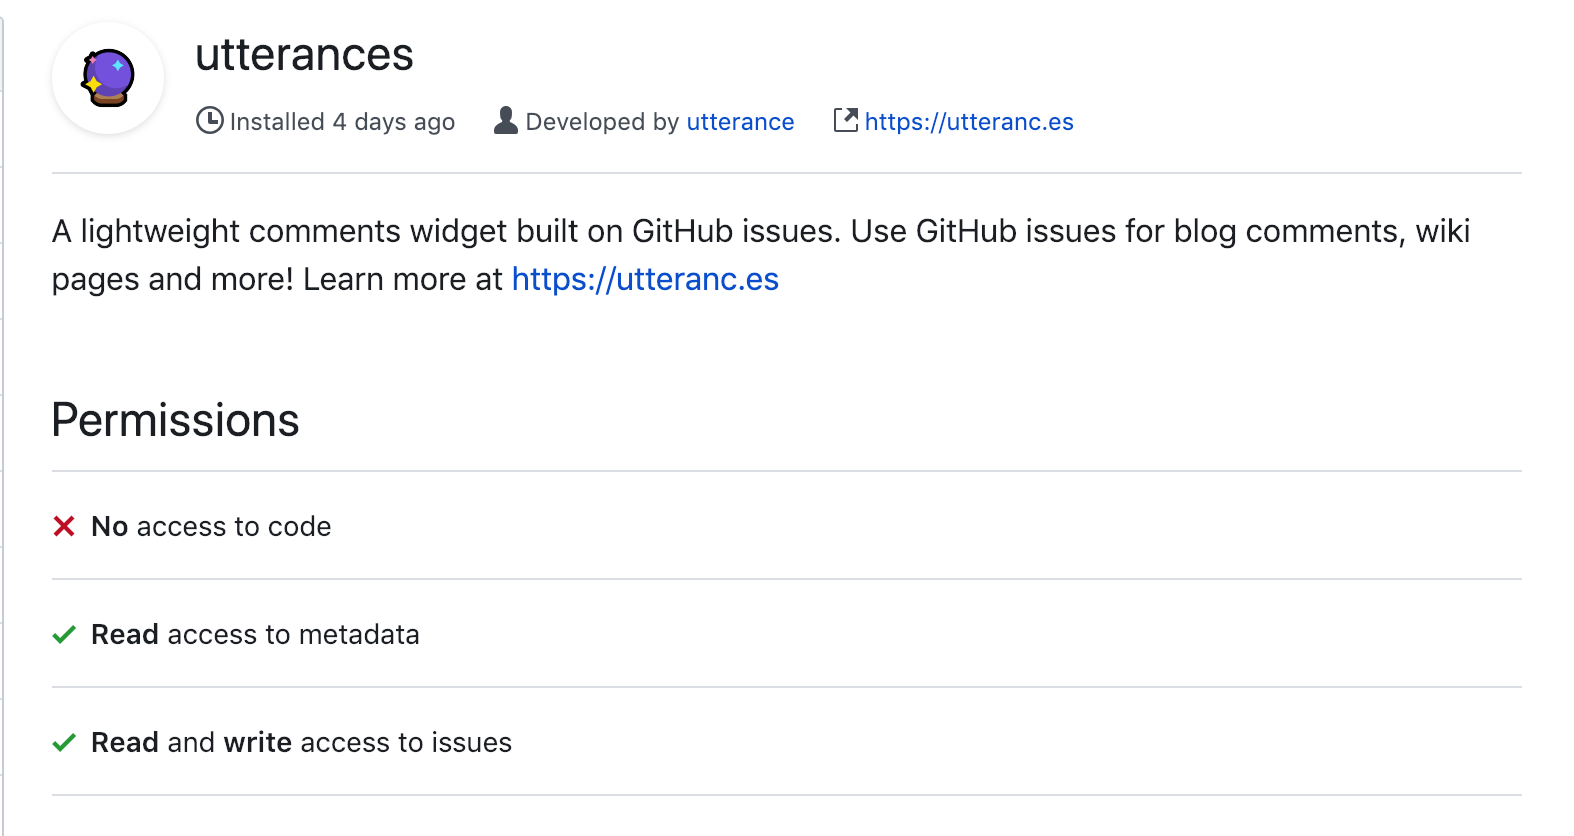 utterances
Installed 4 days ago Developed by utterance https://utteranc.es
A lightweight comments widget built on GitHub issues. Use GitHub issues for blog comments, wiki
pages and more! Learn more at https://utteranc.es
Permissions
No access to code
Read access to metadata
Read and write access to issues